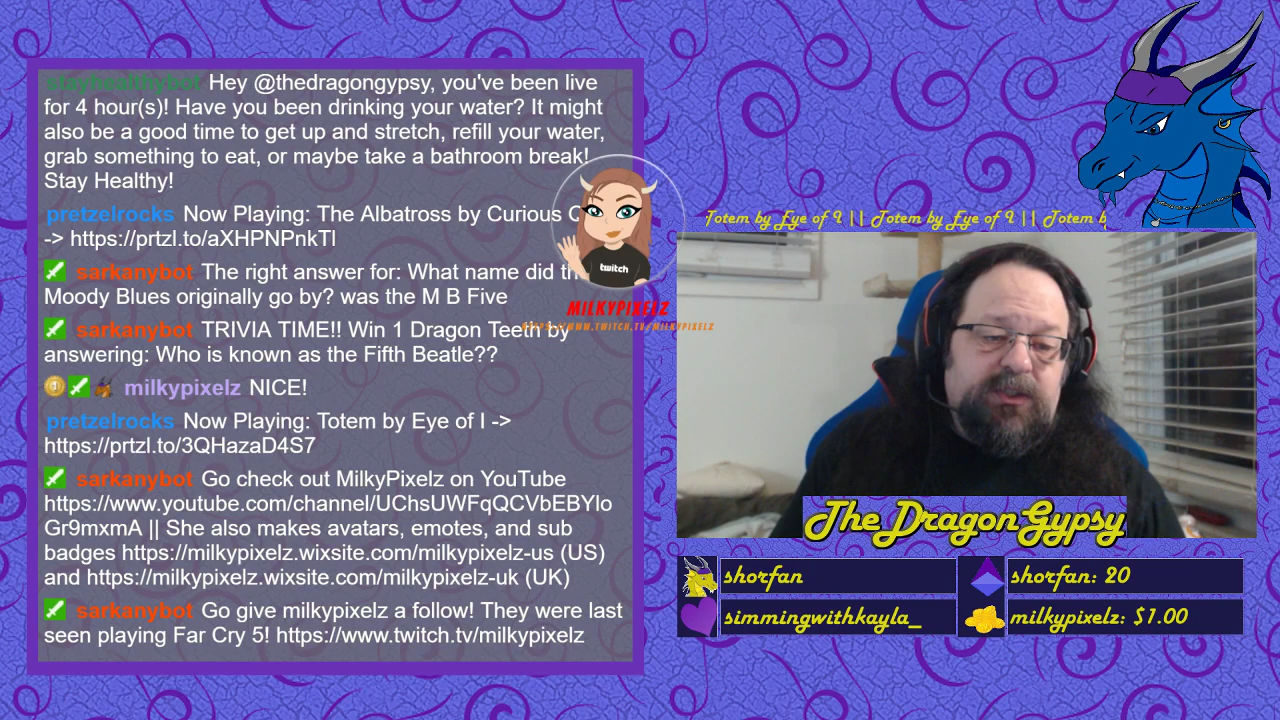 stayhealthybot Hey @thedragongypsy, you've been live
for 4 hour(s)! Have you been drinking your water? It might
also be a good time to get up and stretch, refill your water,
grab something to eat, or maybe take a bathroom break!
Stay Healthy!
pretzelrocks Now Playing: The Albatross by Curious
-> https://prtzl.to/aXHPNPnkTl
sarkanybot The right answer for: What name did
Moody Blues originally go by? was the M B Five
sarkanybot TRIVIA TIME!! Win 1 Dragon Teeth by
answering: Who is known as the Fifth Beatle??
milkypixelz NICE!
pretzelrocks Now Playing: Totem by Eye of I ->
https://prtzl.to/3QHazaD4S7
sarkanybot Go check out MilkyPixelz on YouTube
https://www.youtube.com/channel/UChsUWFqQCVbEBYlo
Gr9mxmA || She also makes avatars, emotes, and sub
badges https://milkypixelz.wixsite.com/milkypixelz-us (US)
and https://milkypixelz.wixsite.com/milkypixelz-uk (UK)
sarkanybot Go give milkypixelz a follow! They were last
seen playing Far Cry 5! https://www.twitch.tv/milkypixelz
twitch
MILKYPIXELZ
HTTPS://WWW.TWITCH.TV/MILKYPIXELZ
Totem by Eye of I || Totem by Eye of I || Totem b
TheDragonGypsy
shorfan
shorfan: 20
simmingwithkayla_
milkypixelz: $1.00